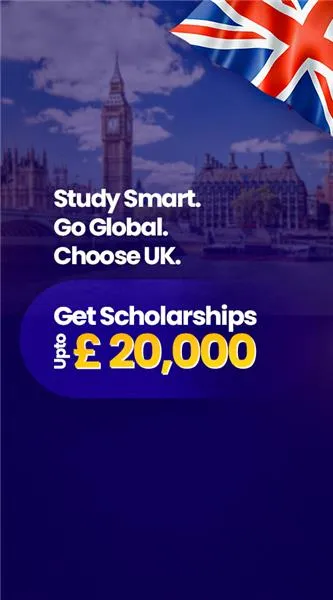 Study Smart.
Go Global.
Choose UK.
Get Scholarships
Upto £ 20,000